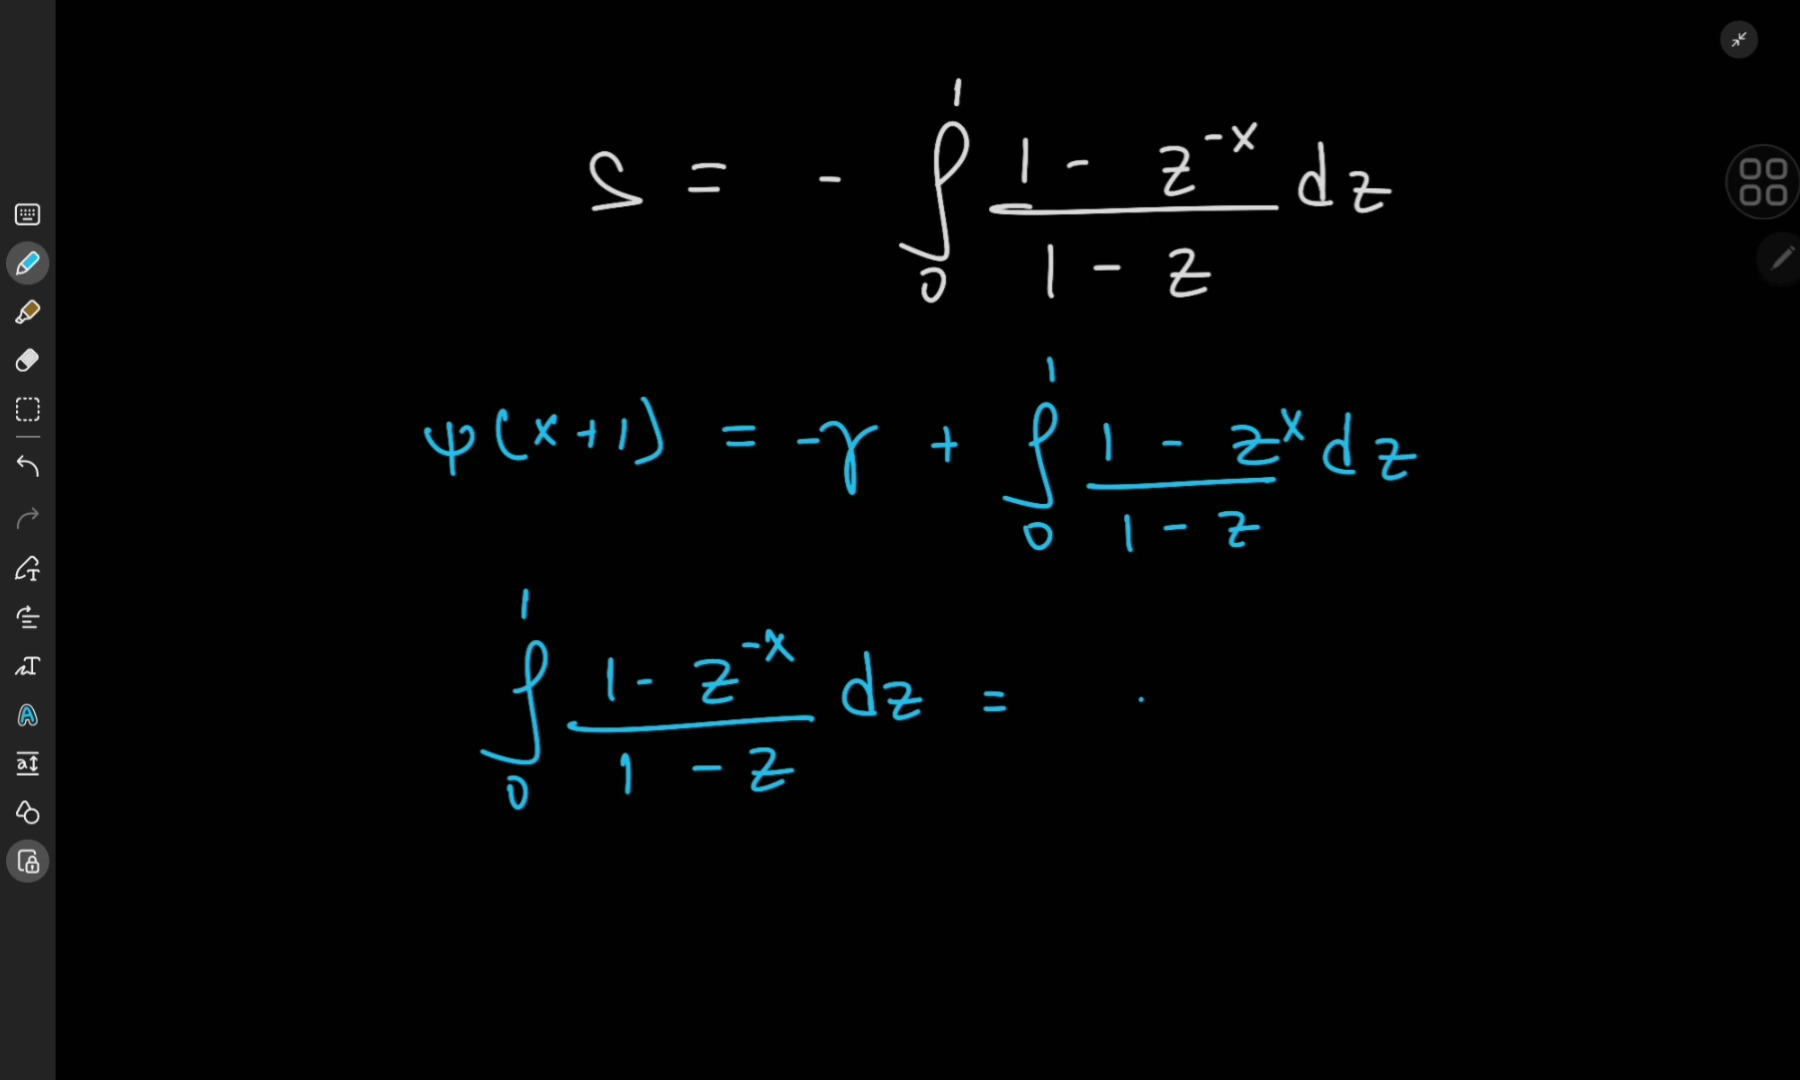 S = - ∫₀¹ (1 - z^{-x})/(1 - z) dz
ψ(x+1) = -γ + ∫₀¹ (1 - z^x)/(1 - z) dz
∫₀¹ (1 - z^{-x})/(1 - z) dz =